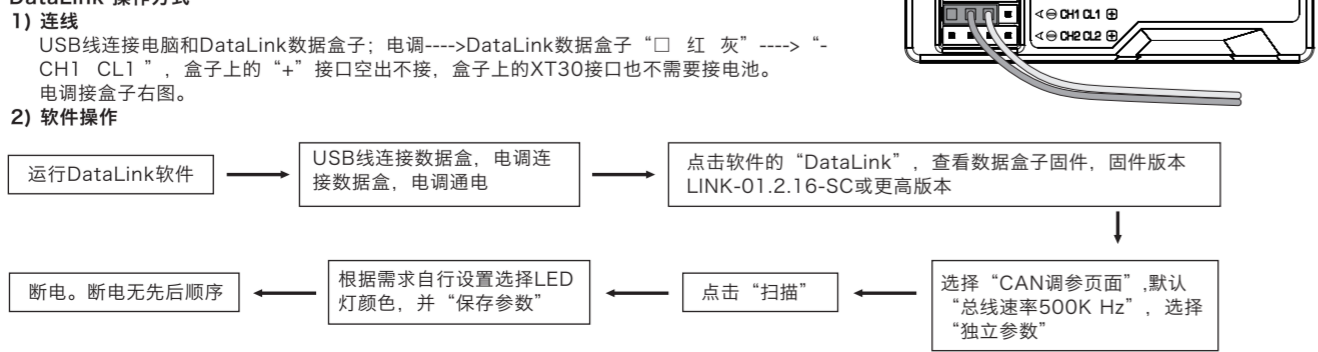 DataLink 操作方式
1) 连线
USB线连接电脑和DataLink数据盒子；电调---->DataLink数据盒子“□ 红 灰”---->“-
CH1 CL1 ”，盒子上的“+”接口空出不接，盒子上的XT30接口也不需要接电池。
电调接盒子右图。
⊖ CH1 CL1 ⊞
⊖ CH2 CL2 ⊞
2) 软件操作
运行DataLink软件
USB线连接数据盒，电调连
接数据盒，电调通电
点击软件的“DataLink”，查看数据盒子固件，固件版本
LINK-01.2.16-SC或更高版本
选择“CAN调参页面”,默认
“总线速率500K Hz”，选择
“独立参数”
点击“扫描”
根据需求自行设置选择LED
灯颜色，并“保存参数”
断电。断电无先后顺序